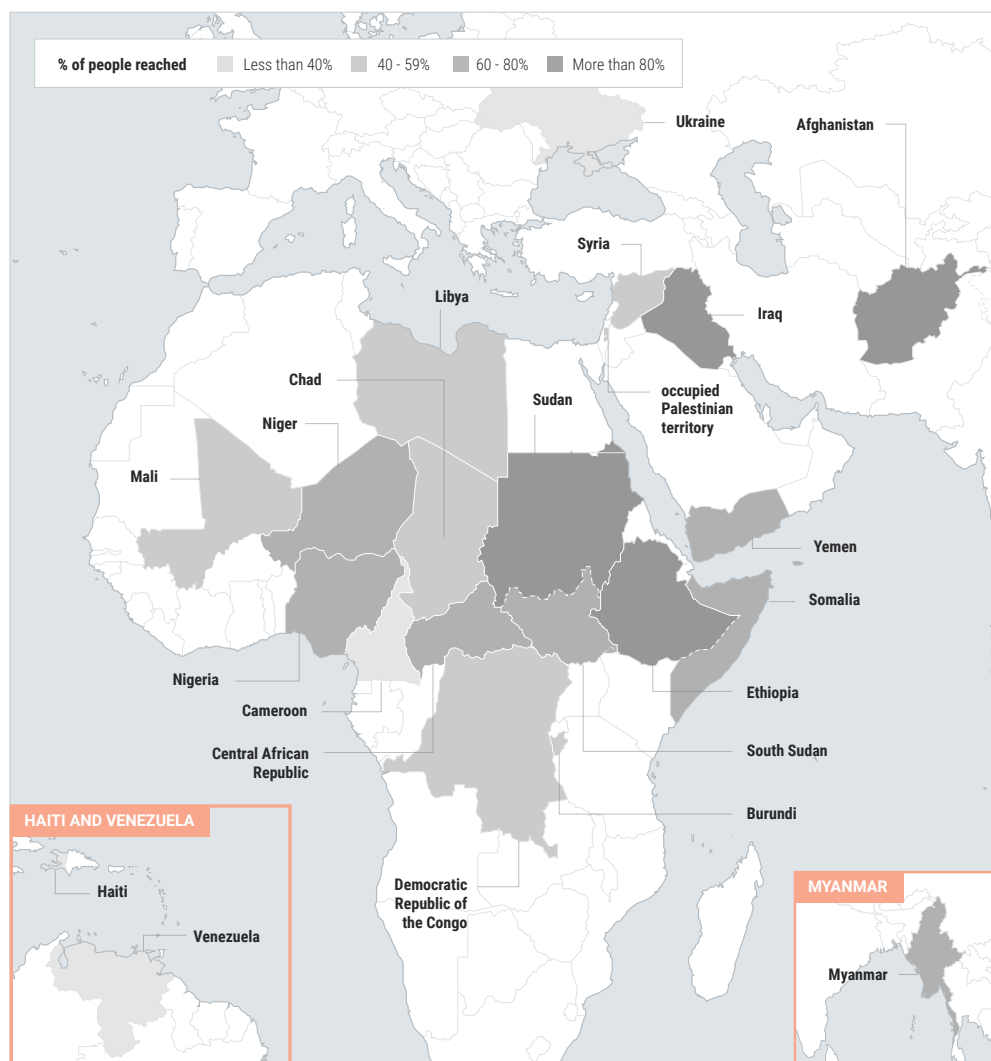 % of people reached
Less than 40%
40 - 59%
60 - 80%
More than 80%
Ukraine
Afghanistan
Syria
Libya
Iraq
Chad
Sudan
occupied
Palestinian
territory
Niger
Mali
Yemen
Somalia
Nigeria
Ethiopia
Cameroon
Central African
Republic
South Sudan
Burundi
HAITI AND VENEZUELA
Haiti
Venezuela
Democratic
Republic of
the Congo
MYANMAR
Myanmar